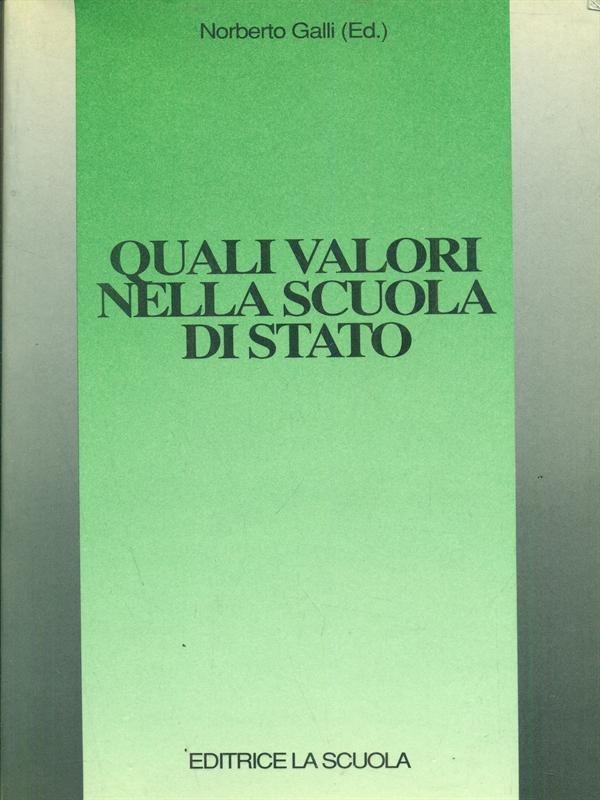 Norberto Galli (Ed.)
QUALI VALORI
NELLA SCUOLA
DI STATO
EDITRICE LA SCUOLA